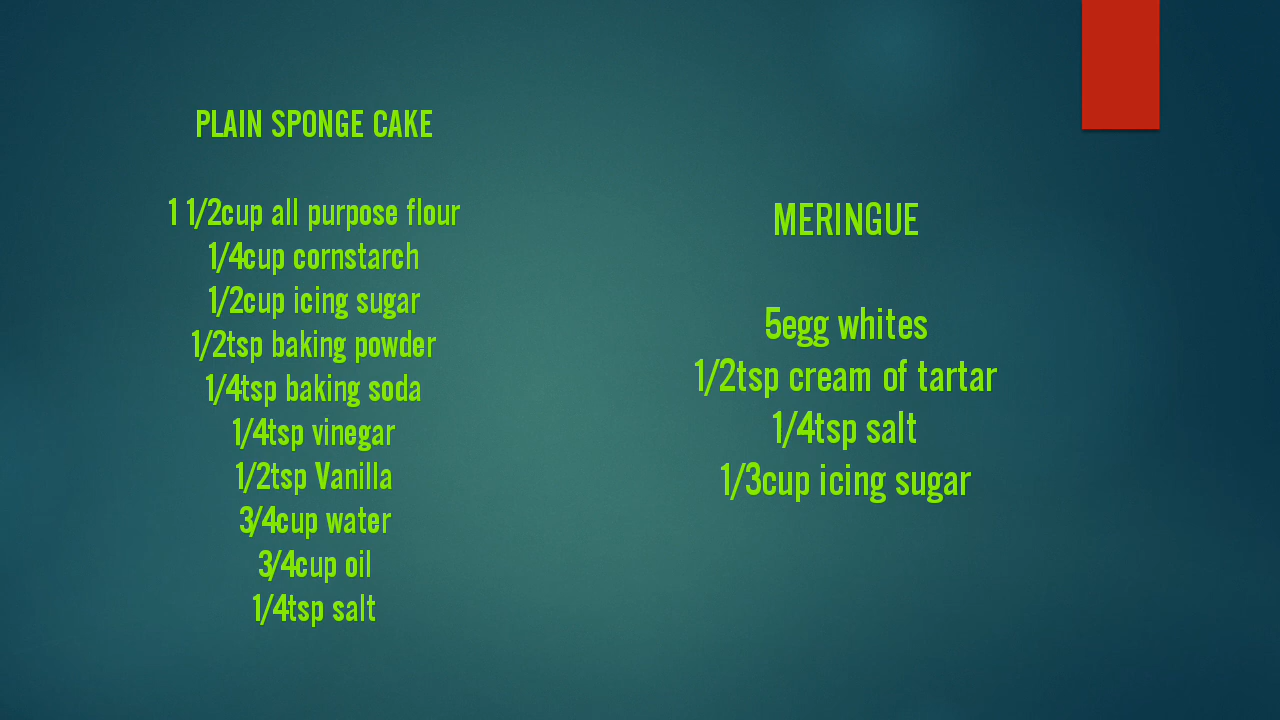 PLAIN SPONGE CAKE
1 1/2cup all purpose flour
1/4cup cornstarch
1/2cup icing sugar
1/2tsp baking powder
1/4tsp baking soda
1/4tsp vinegar
1/2tsp Vanilla
3/4cup water
3/4cup oil
1/4tsp salt
MERINGUE
5egg whites
1/2tsp cream of tartar
1/4tsp salt
1/3cup icing sugar